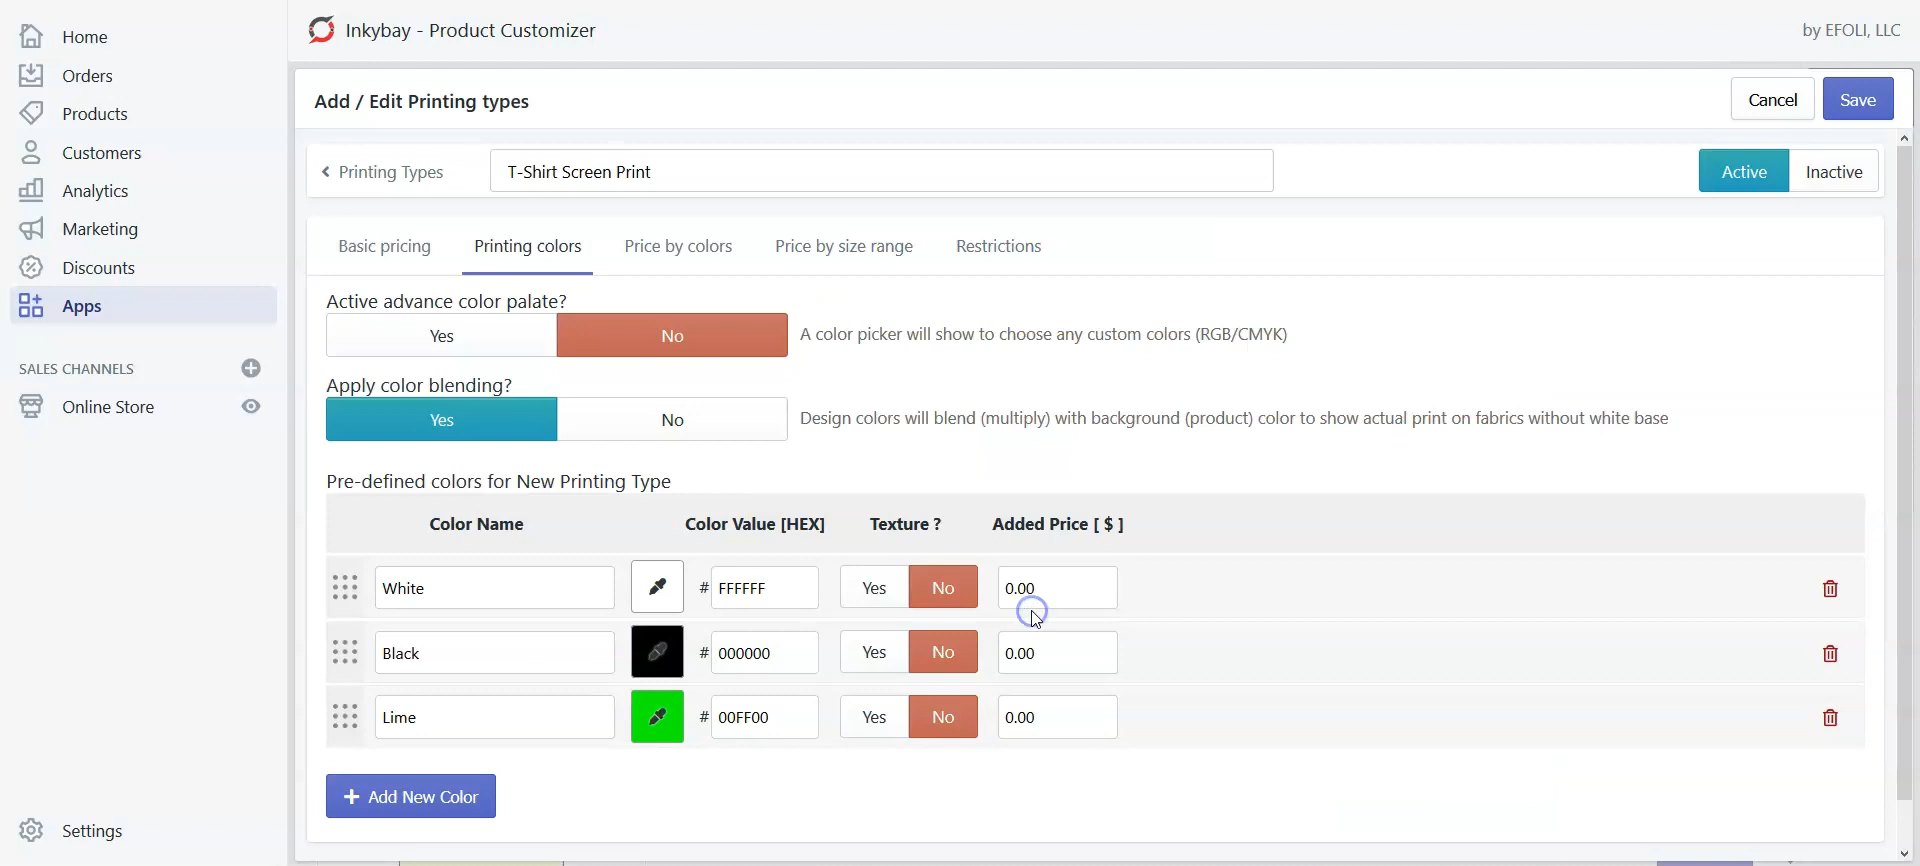 Home
Orders
Products
Customers
Analytics
Marketing
Discounts
Apps
SALES CHANNELS
Online Store
Settings
Inkybay - Product Customizer
by EFOLI, LLC
Add / Edit Printing types
Cancel
Save
Printing Types
T-Shirt Screen Print
Active
Inactive
Basic pricing
Printing colors
Price by colors
Price by size range
Restrictions
Active advance color palate?
Yes
No
A color picker will show to choose any custom colors (RGB/CMYK)
Apply color blending?
Yes
No
Design colors will blend (multiply) with background (product) color to show actual print on fabrics without white base
Pre-defined colors for New Printing Type
Color Name Color Value [HEX] Texture ? Added Price [ $ ]
White # FFFFFF Yes No 0.00
Black # 000000 Yes No 0.00
Lime # 00FF00 Yes No 0.00
+ Add New Color